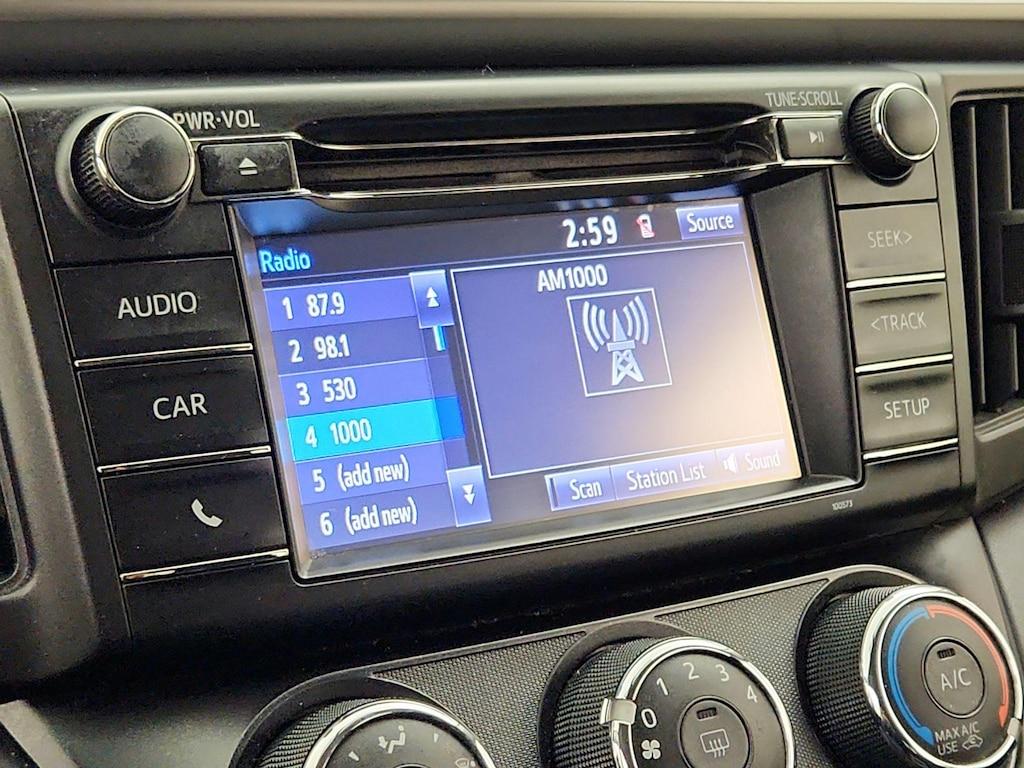 PWR·VOL
TUNE·SCROLL
2:59
Source
SEEK>
Radio
AM1000
1 87.9
AUDIO
2 98.1
<TRACK
3 530
CAR
4 1000
SETUP
5 (add new)
Scan
Station List
Sound
6 (add new)
100573
0 1 2 3 4
A/C
MAX A/C
USE